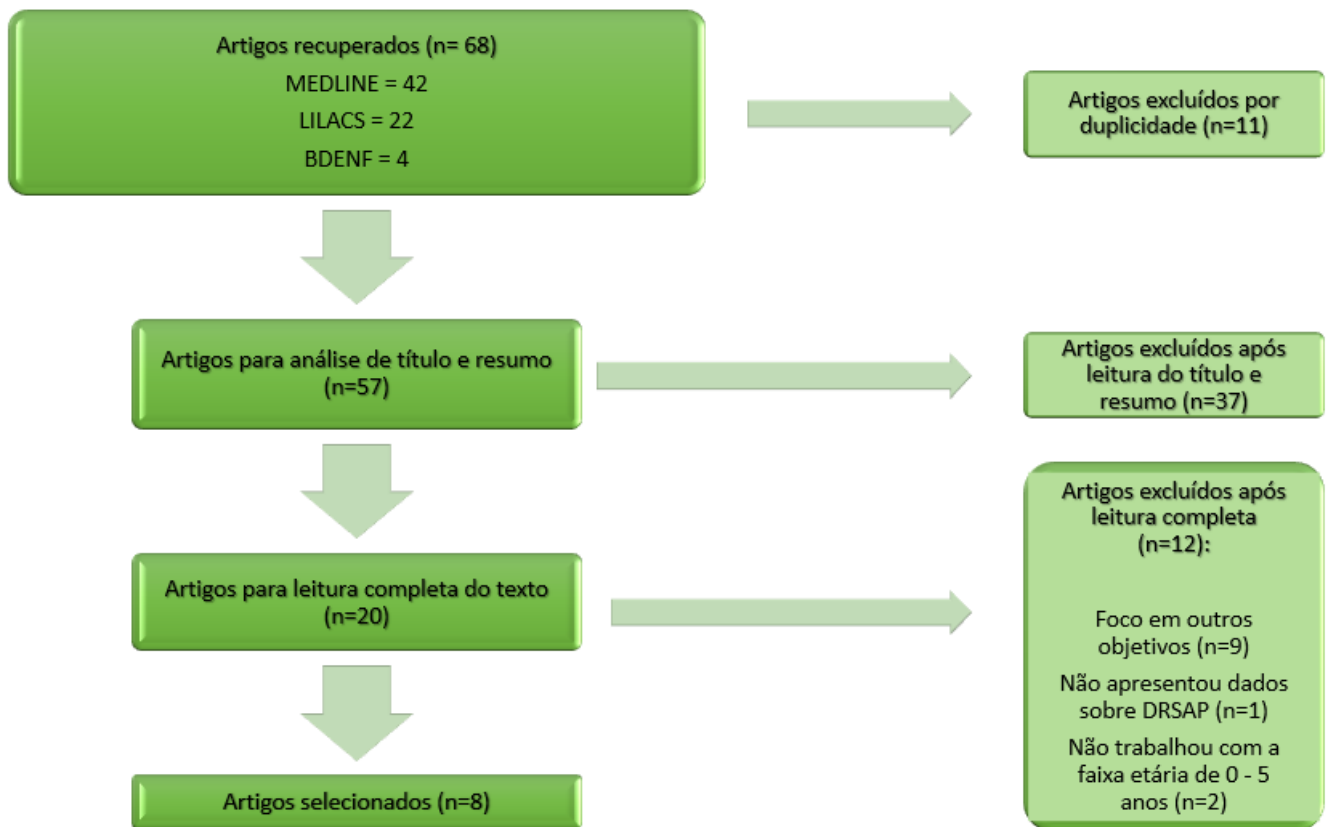 Artigos recuperados (n= 68)
MEDLINE = 42
LILACS = 22
BDENF = 4
Artigos excluídos por
duplicidade (n=11)
Artigos para análise de título e resumo
(n=57)
Artigos excluídos após
leitura do título e
resumo (n=37)
Artigos para leitura completa do texto
(n=20)
Artigos excluídos após
leitura completa
(n=12):
Foco em outros
objetivos (n=9)
Não apresentou dados
sobre DRSAP (n=1)
Não trabalhou com a
faixa etária de 0 - 5
anos (n=2)
Artigos selecionados (n=8)